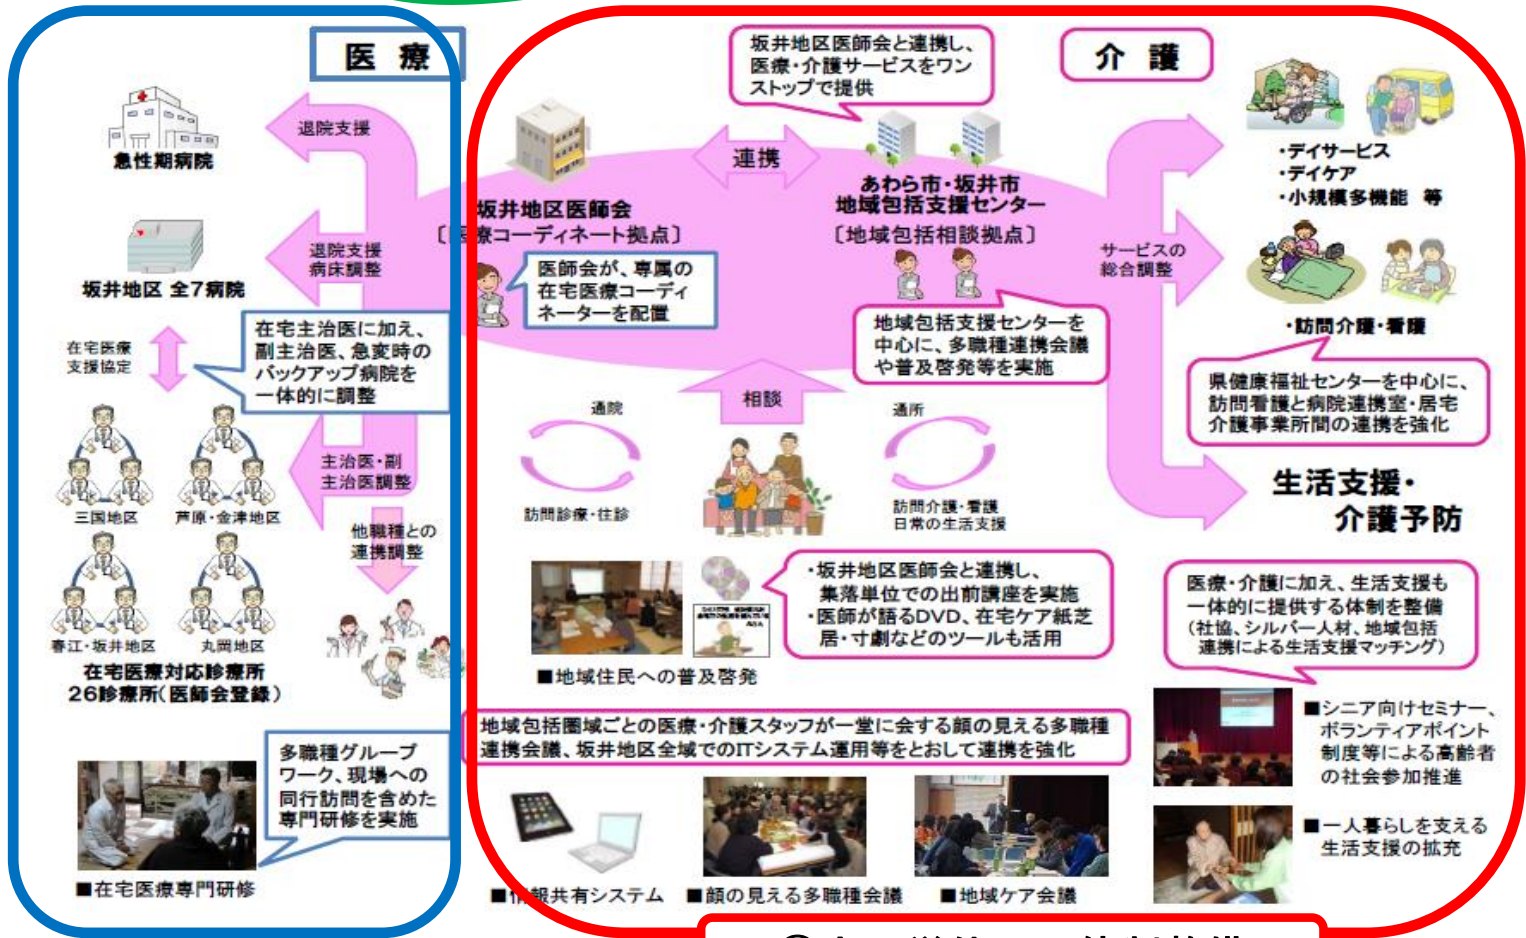 医 療
退院支援
急性期病院
退院支援
病床調整
坂井地区 全7病院
在宅医療
支援協定
在宅主治医に加え、
副主治医、急変時の
バックアップ病院を
一体的に調整
主治医・副
主治医調整
三国地区
芦原・金津地区
他職種との
連携調整
春江・坂井地区
丸岡地区
在宅医療対応診療所
26診療所(医師会登録)
多職種グループ
ワーク、現場への
同行訪問を含めた
専門研修を実施
■在宅医療専門研修
坂井地区医師会と連携し、
医療・介護サービスをワン
ストップで提供
連携
坂井地区医師会
〔医療コーディネート拠点〕
医師会が、専属の
在宅医療コーディ
ネーターを配置
あわら市・坂井市
地域包括支援センター
〔地域包括相談拠点〕
地域包括支援センターを
中心に、多職種連携会議
や普及啓発等を実施
相談
通院
訪問診療・往診
通所
訪問介護・看護
日常の生活支援
・坂井地区医師会と連携し、
集落単位での出前講座を実施
・医師が語るDVD、在宅ケア紙芝
居・寸劇などのツールも活用
■地域住民への普及啓発
地域包括圏域ごとの医療・介護スタッフが一堂に会する顔の見える多職種
連携会議、坂井地区全域でのITシステム運用等をとおして連携を強化
■情報共有システム
■顔の見える多職種会議
■地域ケア会議
介 護
・デイサービス
・デイケア
・小規模多機能 等
サービスの
総合調整
・訪問介護・看護
県健康福祉センターを中心に、
訪問看護と病院連携室・居宅
介護事業所間の連携を強化
生活支援・
介護予防
医療・介護に加え、生活支援も
一体的に提供する体制を整備
(社協、シルバー人材、地域包括
連携による生活支援マッチング)
■シニア向けセミナー、
ボランティアポイント
制度等による高齢者
の社会参加推進
■一人暮らしを支える
生活支援の拡充